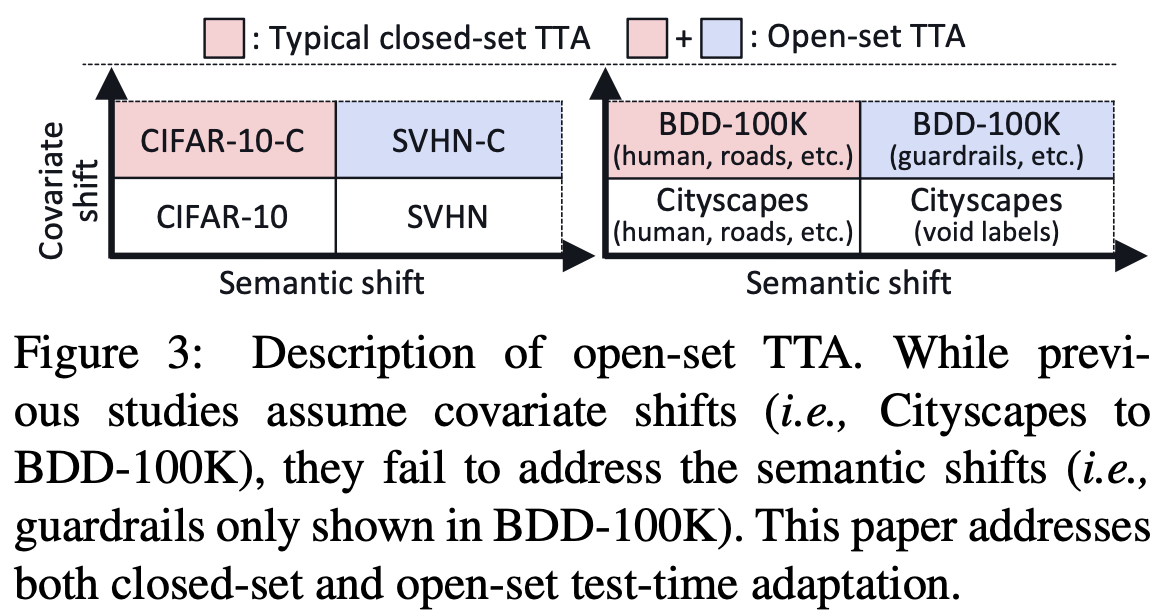 : Typical closed-set TTA + : Open-set TTA
Covariate shift
CIFAR-10-C SVHN-C
CIFAR-10 SVHN
Semantic shift
BDD-100K (human, roads, etc.) BDD-100K (guardrails, etc.)
Cityscapes (human, roads, etc.) Cityscapes (void labels)
Semantic shift
Figure 3: Description of open-set TTA. While previ-
ous studies assume covariate shifts (i.e., Cityscapes to
BDD-100K), they fail to address the semantic shifts (i.e.,
guardrails only shown in BDD-100K). This paper addresses
both closed-set and open-set test-time adaptation.